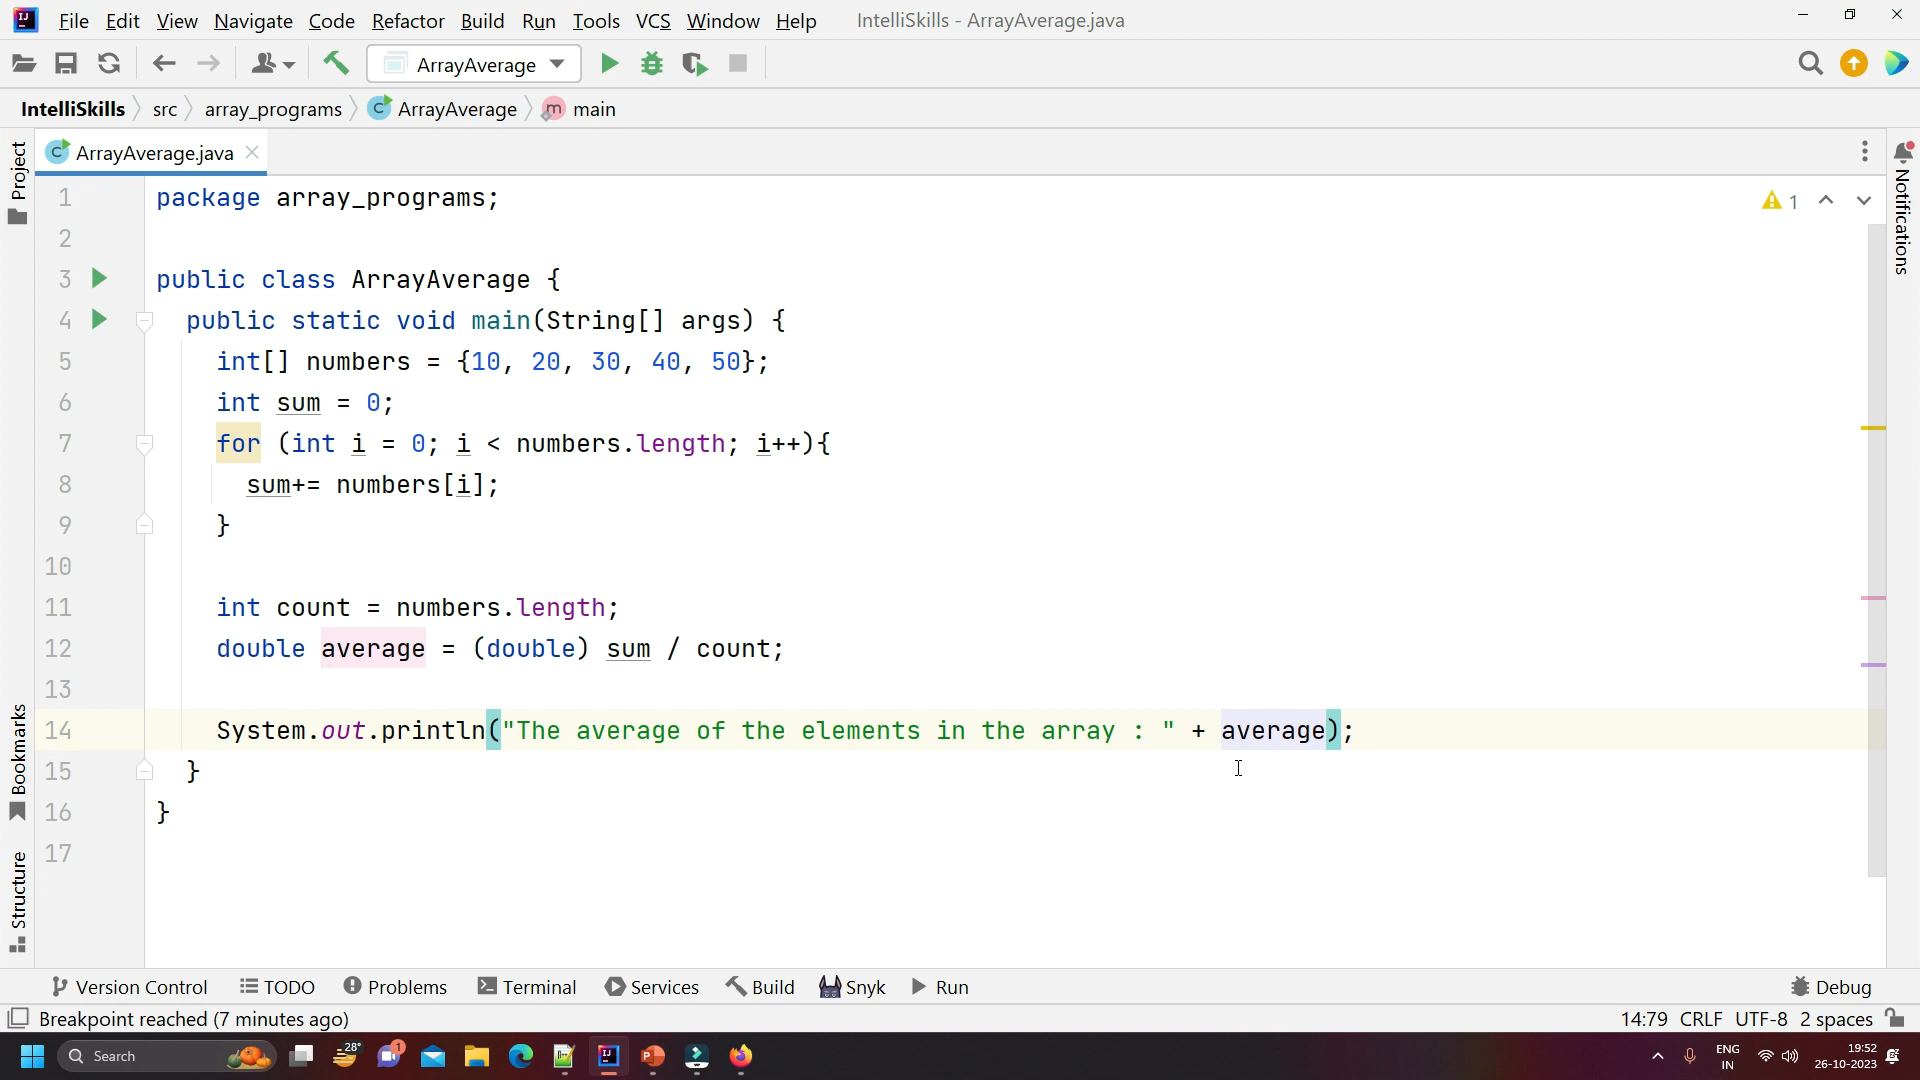 File Edit View Navigate Code Refactor Build Run Tools VCS Window Help IntelliSkills - ArrayAverage.java
ArrayAverage
IntelliSkills src array_programs ArrayAverage main
Project
ArrayAverage.java
Notifications
1 package array_programs;
1
2
3 public class ArrayAverage {
4 public static void main(String[] args) {
5 int[] numbers = {10, 20, 30, 40, 50};
6 int sum = 0;
7 for (int i = 0; i < numbers.length; i++){
8 sum+= numbers[i];
9 }
10
11 int count = numbers.length;
12 double average = (double) sum / count;
13
14 System.out.println("The average of the elements in the array : " + average);
15 }
16 }
17
Bookmarks
Structure
Version Control TODO Problems Terminal Services Build Snyk Run Debug
Breakpoint reached (7 minutes ago) 14:79 CRLF UTF-8 2 spaces
Search 28° 1 ENG IN 19:52 26-10-2023